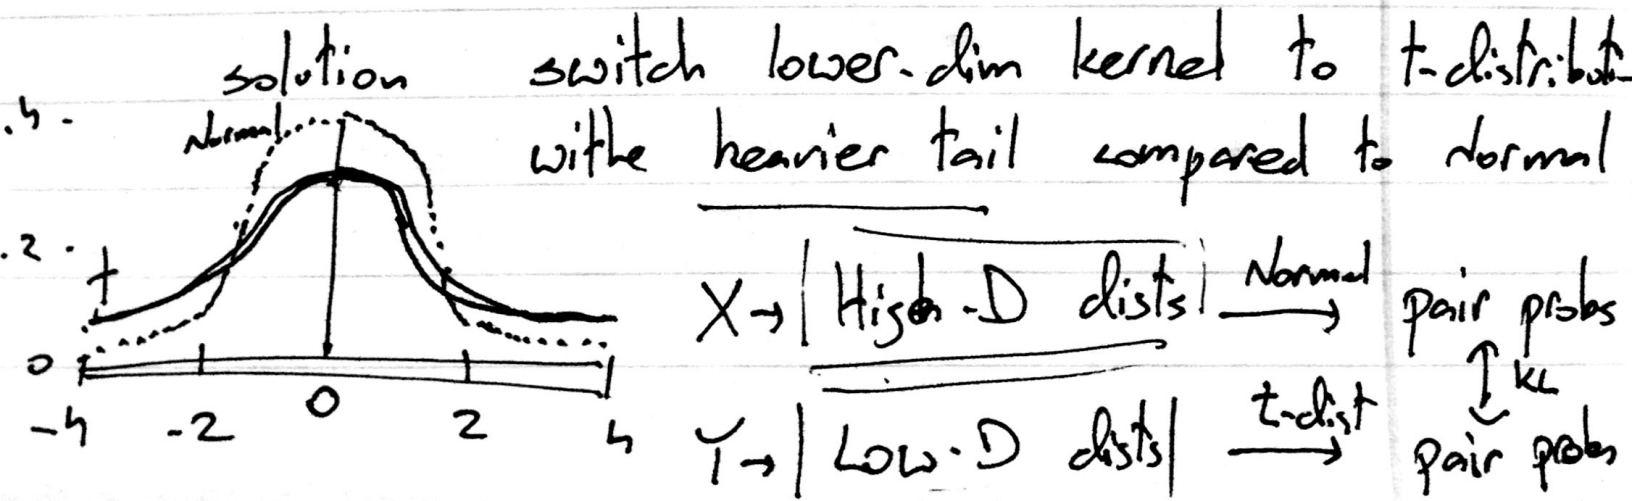 solution
switch lower-dim kernel to t-distribut
withe heavier tail compared to Normal
.4
Normal
.2
t
0
-4 -2 0 2 4
X→ | High-D dists | Normal → pair probs
↕ KL
Y→ | Low-D dists | t-dist → pair probs